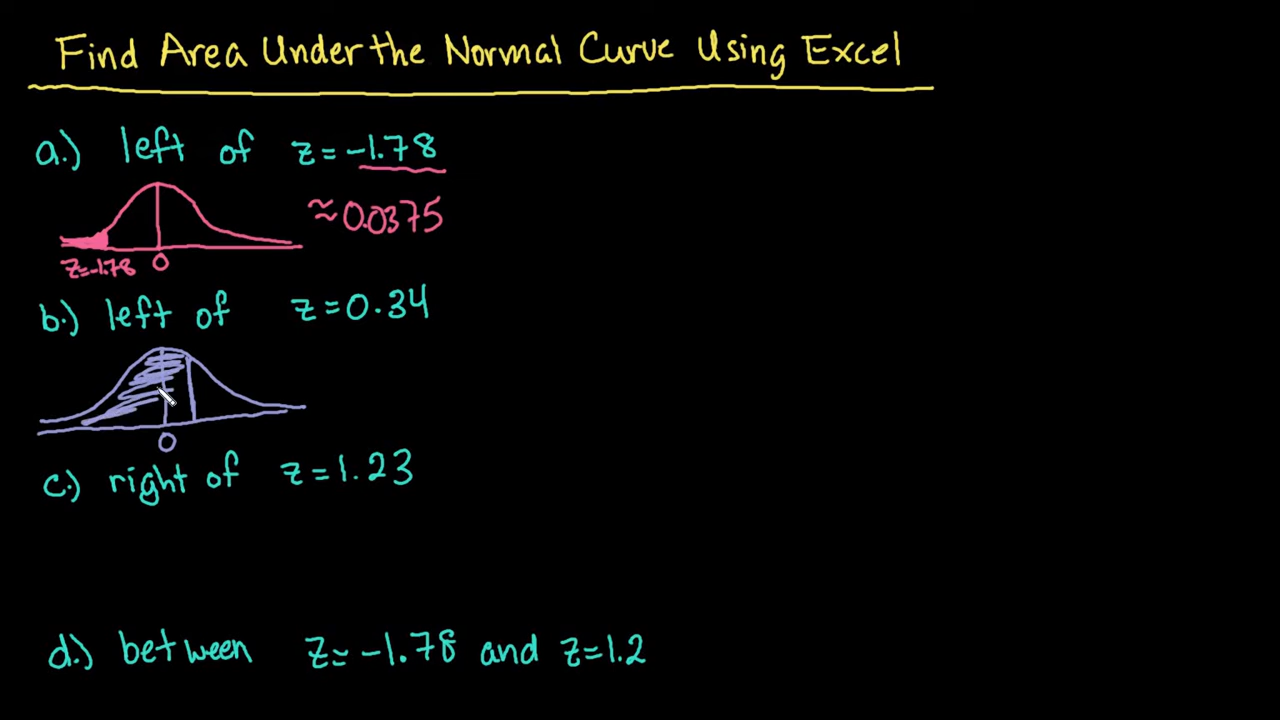 Find Area Under the Normal Curve Using Excel
a.) left of z=-1.78
≈0.0375
z=-1.78 0
b.) left of z=0.34
0
c.) right of z=1.23
d.) between z=-1.78 and z=1.2